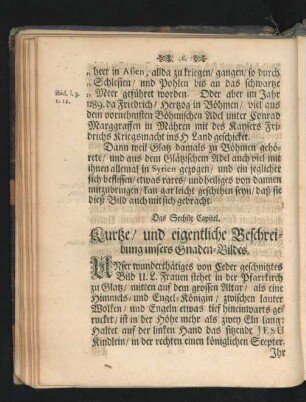 6.
„ heer in Asien, allda zu kriegen/ gangen/ so durch
„ Schlesien/ und Pohlen biß an das schwartze
„ Meer geführet worden. Oder aber im Jahr
ibid. l. 3.
c. 12.
1189. da Friedrich/ Hertzog in Böhmen/ viel aus
dem vornehmsten Böhmischen Adel unter Conrad
Marggraffen in Mähren mit des Kaysers Fri-
drichs Kriegsmacht ins H Land geschicket.
Dann weil Glatz damals zu Böhmen gehö-
rete/ und aus dem Glätzischen Adel auch viel mit
ihnen allemal in Syrien gezogen/ und ein jeglicher
sich beflissen/ etwas rares/ und heiliges von dannen
mitzubringen/ kan gar leicht geschehen seyn/ daß sie
dieß Bild auch mit sich gebracht.
Das Sechste Capitel.
Kurtze/ und eigentliche Beschrei-
bung unsers Gnaden-Bildes.
UNser wunderthätiges von Ceder geschnitztes
Bild U. L. Frauen stehet in der Pfarrkirch
zu Glatz/ mitten auf dem grossen Altar/ als eine
Himmels- und Engel-Königin/ zwischen lauter
Wolken/ und Engeln etwas tief hineinwarts ge-
rucket/ ist in der Höhe mehr als zwey Eln lang:
Haltet auf der linken Hand das sitzende JESU
Kindlein/ in der rechten einen königlichen Scepter.
Ihr